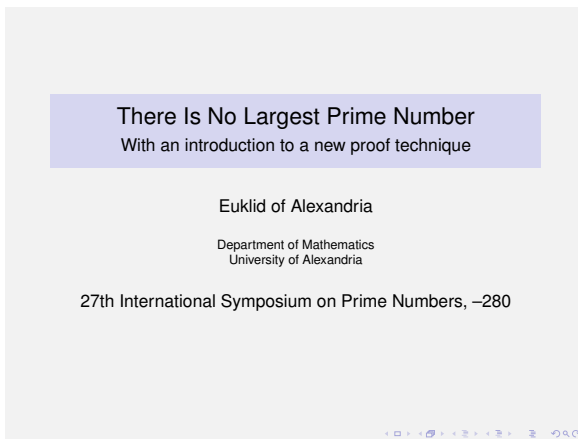 There Is No Largest Prime Number
With an introduction to a new proof technique
Euklid of Alexandria
Department of Mathematics
University of Alexandria
27th International Symposium on Prime Numbers, –280